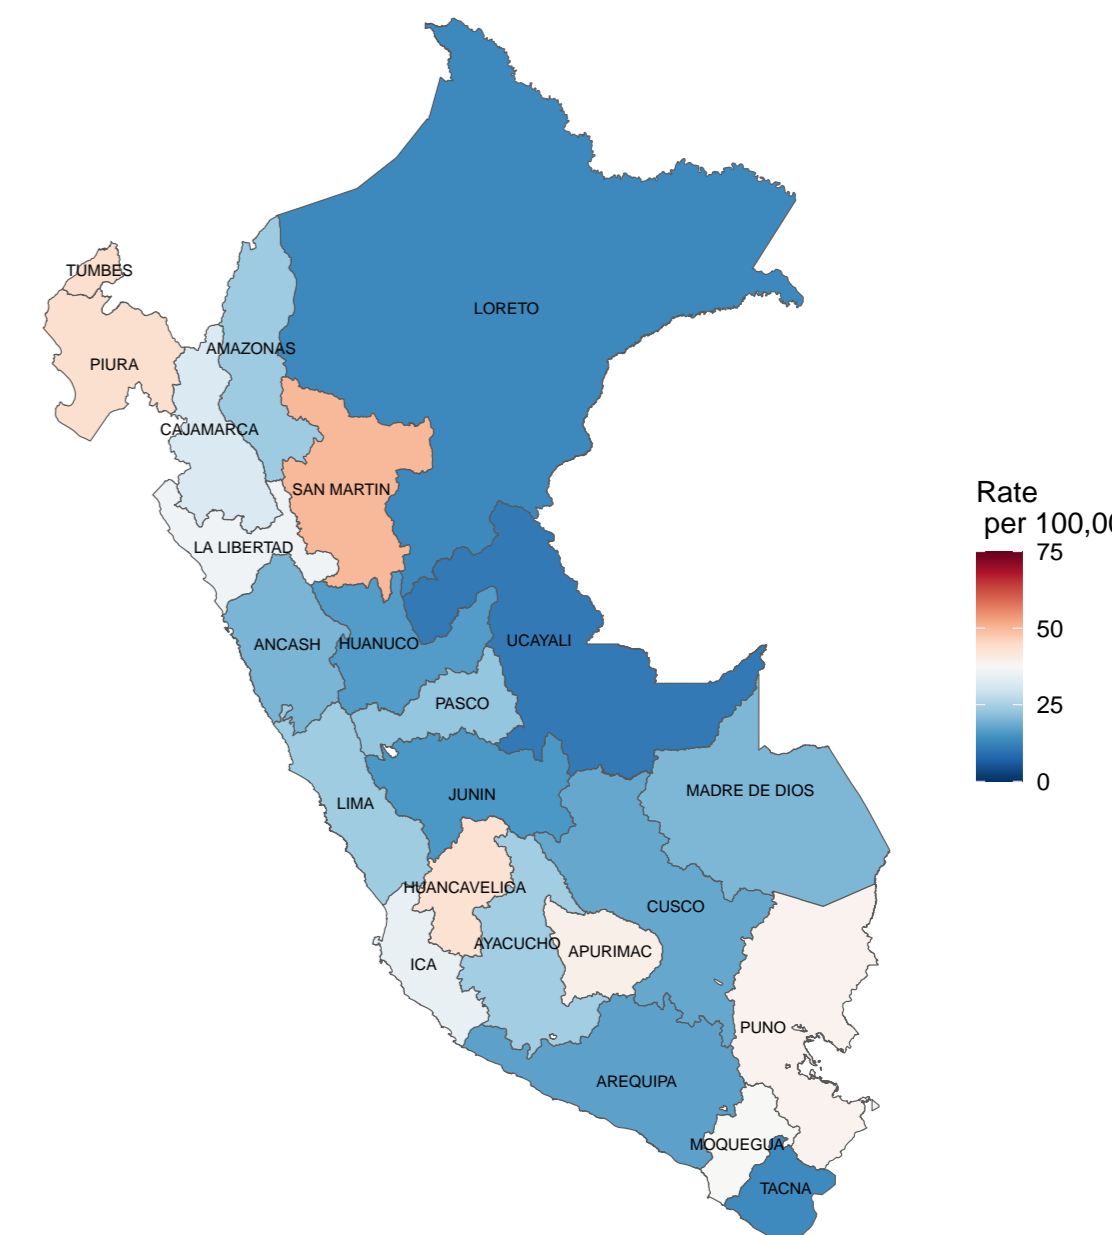 TUMBES
LORETO
AMAZONAS
PIURA
CAJAMARCA
SAN MARTIN
LA LIBERTAD
ANCASH
HUANUCO
UCAYALI
PASCO
MADRE DE DIOS
JUNIN
LIMA
HUANCAVELICA
CUSCO
AYACUCHO
APURIMAC
ICA
PUNO
AREQUIPA
MOQUEGUA
TACNA
Rate
per 100,00
75
50
25
0